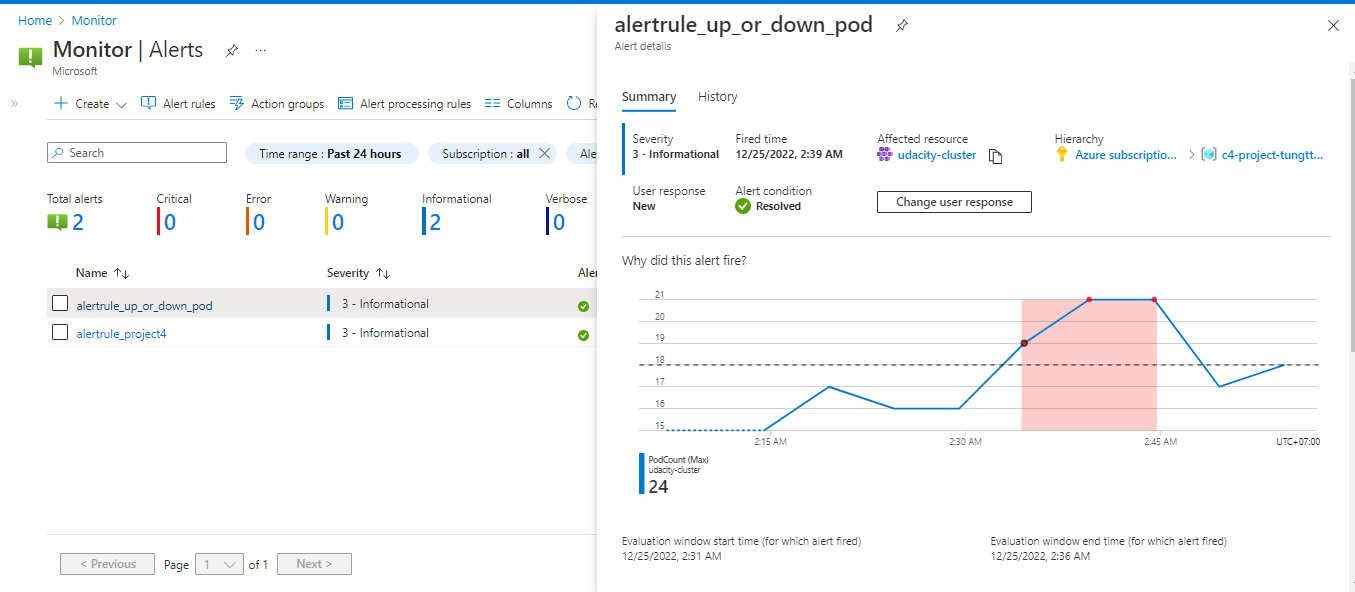 Home > Monitor
Monitor | Alerts
Microsoft
Create
Alert rules
Action groups
Alert processing rules
Columns
Search
Time range : Past 24 hours
Subscription : all
Total alerts
2
Critical
0
Error
0
Warning
0
Informational
2
Verbose
0
Name
Severity
alertrule_up_or_down_pod
3 - Informational
alertrule_project4
3 - Informational
< Previous
Page
1
of 1
Next >
alertrule_up_or_down_pod
Alert details
Summary
History
Severity
3 - Informational
Fired time
12/25/2022, 2:39 AM
Affected resource
udacity-cluster
Hierarchy
Azure subscriptio... > c4-project-tungtt...
User response
New
Alert condition
Resolved
Change user response
Why did this alert fire?
21
20
19
18
17
16
15
2:15 AM
2:30 AM
2:45 AM
UTC+07:00
PodCount (Max)
udacity-cluster
24
Evaluation window start time (for which alert fired)
12/25/2022, 2:31 AM
Evaluation window end time (for which alert fired)
12/25/2022, 2:36 AM